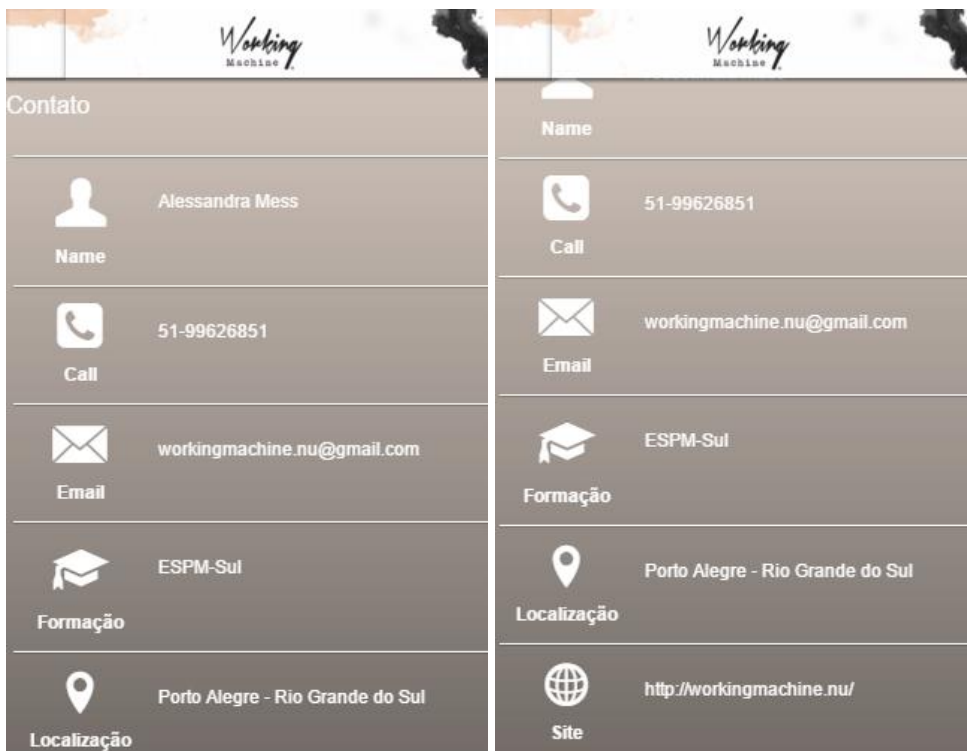 Working
Machine
Contato
Alessandra Mess
Name
51-99626851
Call
workingmachine.nu@gmail.com
Email
ESPM-Sul
Formação
Porto Alegre - Rio Grande do Sul
Localização
Working
Machine
Name
51-99626851
Call
workingmachine.nu@gmail.com
Email
ESPM-Sul
Formação
Porto Alegre - Rio Grande do Sul
Localização
http://workingmachine.nu/
Site